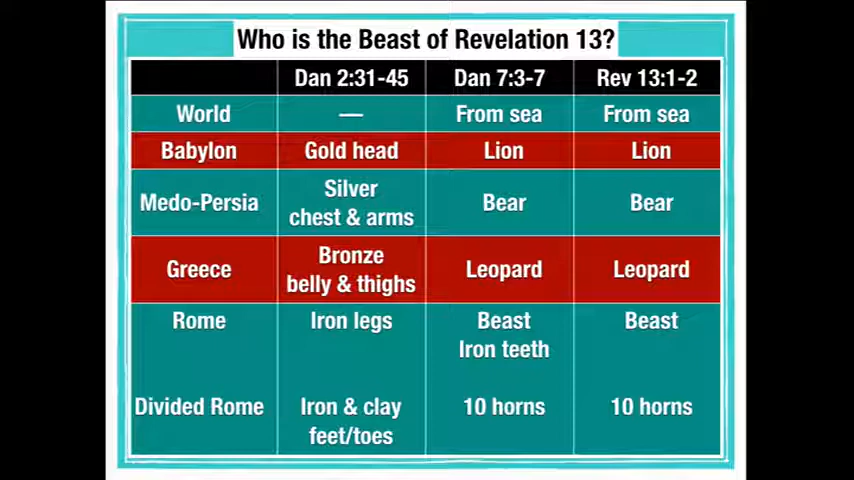 Who is the Beast of Revelation 13?
Dan 2:31-45 Dan 7:3-7 Rev 13:1-2
World — From sea From sea
Babylon Gold head Lion Lion
Medo-Persia Silver chest & arms Bear Bear
Greece Bronze belly & thighs Leopard Leopard
Rome Iron legs Beast Iron teeth Beast
Divided Rome Iron & clay feet/toes 10 horns 10 horns